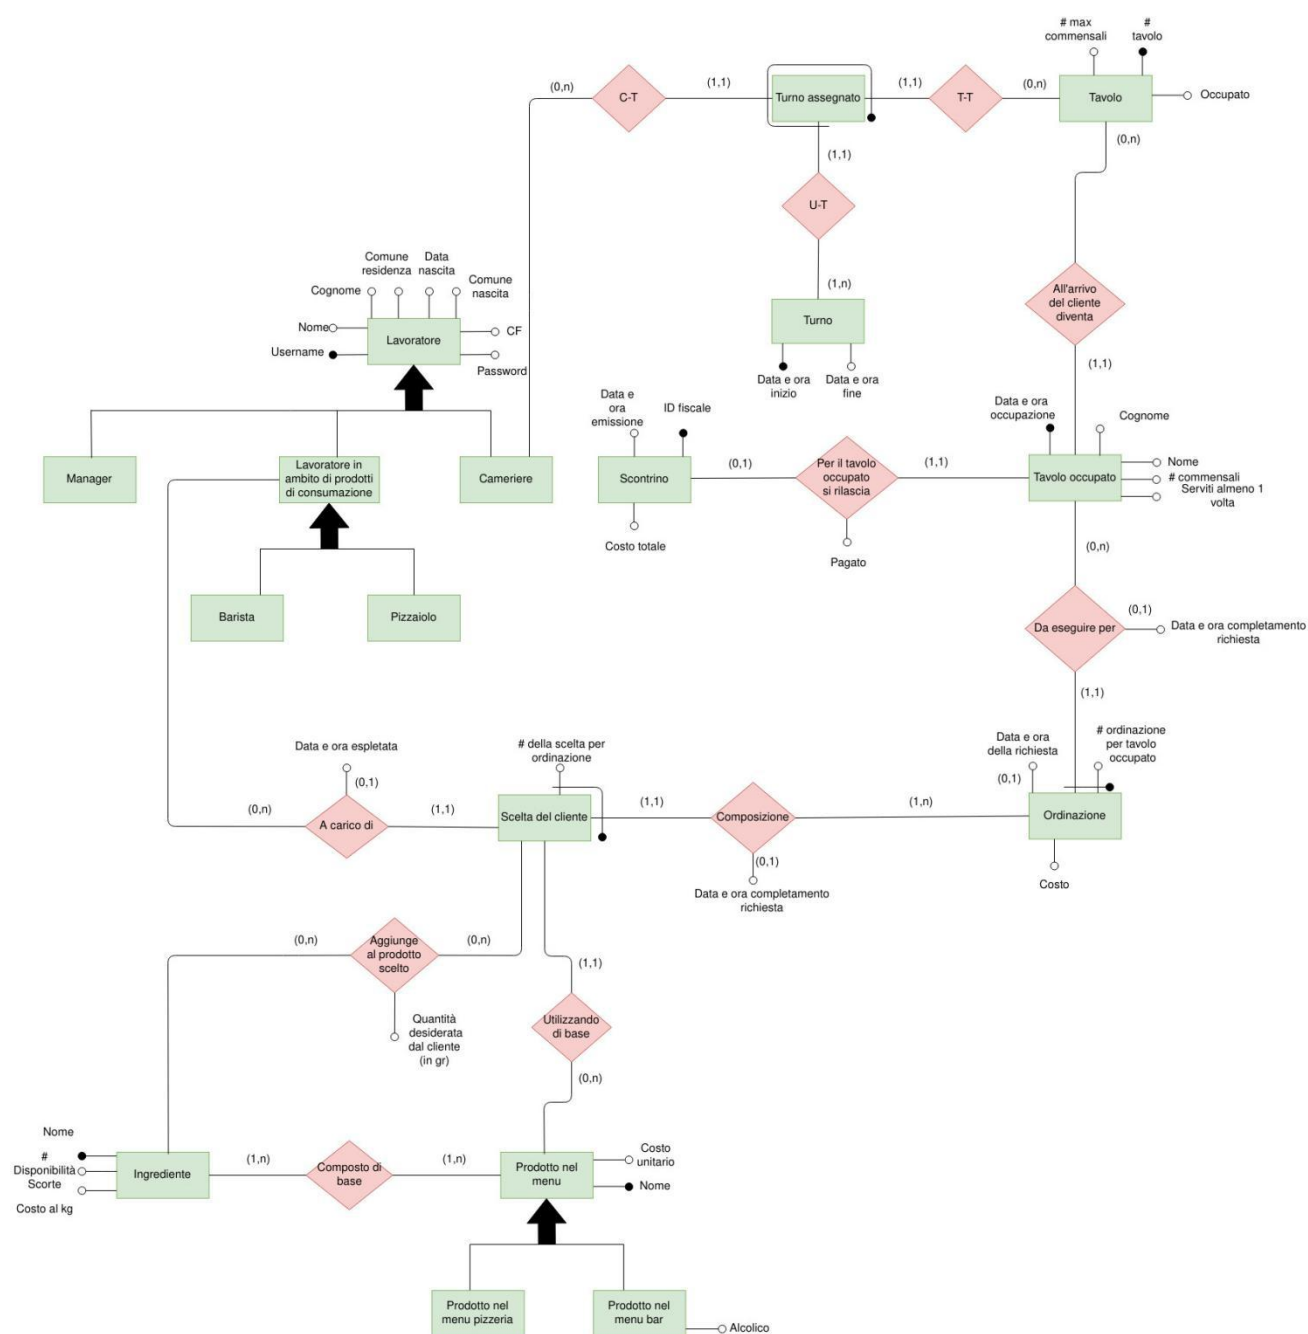 # max
commensali
#
tavolo
(0,n)
C-T
(1,1)
Turno assegnato
(1,1)
T-T
(0,n)
Tavolo
Occupato
(0,n)
(1,1)
U-T
(1,n)
Turno
Data e ora
inizio
Data e ora
fine
All'arrivo
del cliente
diventa
(1,1)
Cognome
Comune
residenza
Data
nascita
Comune
nascita
Nome
Username
Lavoratore
CF
Password
Manager
Lavoratore in
ambito di prodotti
di consumazione
Cameriere
Barista
Pizzaiolo
Data e
ora
emissione
ID fiscale
Scontrino
Costo totale
(0,1)
Per il tavolo
occupato
si rilascia
Pagato
(1,1)
Data e ora
occupazione
Cognome
Tavolo occupato
Nome
# commensali
Serviti almeno 1
volta
(0,n)
Da eseguire per
(0,1)
Data e ora completamento
richiesta
(1,1)
Data e ora espletata
(0,1)
(0,n)
A carico di
(1,1)
# della scelta per
ordinazione
Scelta del cliente
(1,1)
Composizione
(0,1)
Data e ora completamento
richiesta
(1,n)
Data e ora
della richiesta
(0,1)
# ordinazione
per tavolo
occupato
Ordinazione
Costo
(0,n)
Aggiunge
al prodotto
scelto
(0,n)
Quantità
desiderata
dal cliente
(in gr)
(1,1)
Utilizzando
di base
(0,n)
Nome
#
Disponibilità
Scorte
Costo al kg
Ingrediente
(1,n)
Composto di
base
(1,n)
Prodotto nel
menu
Costo
unitario
Nome
Prodotto nel
menu pizzeria
Prodotto nel
menu bar
Alcolico